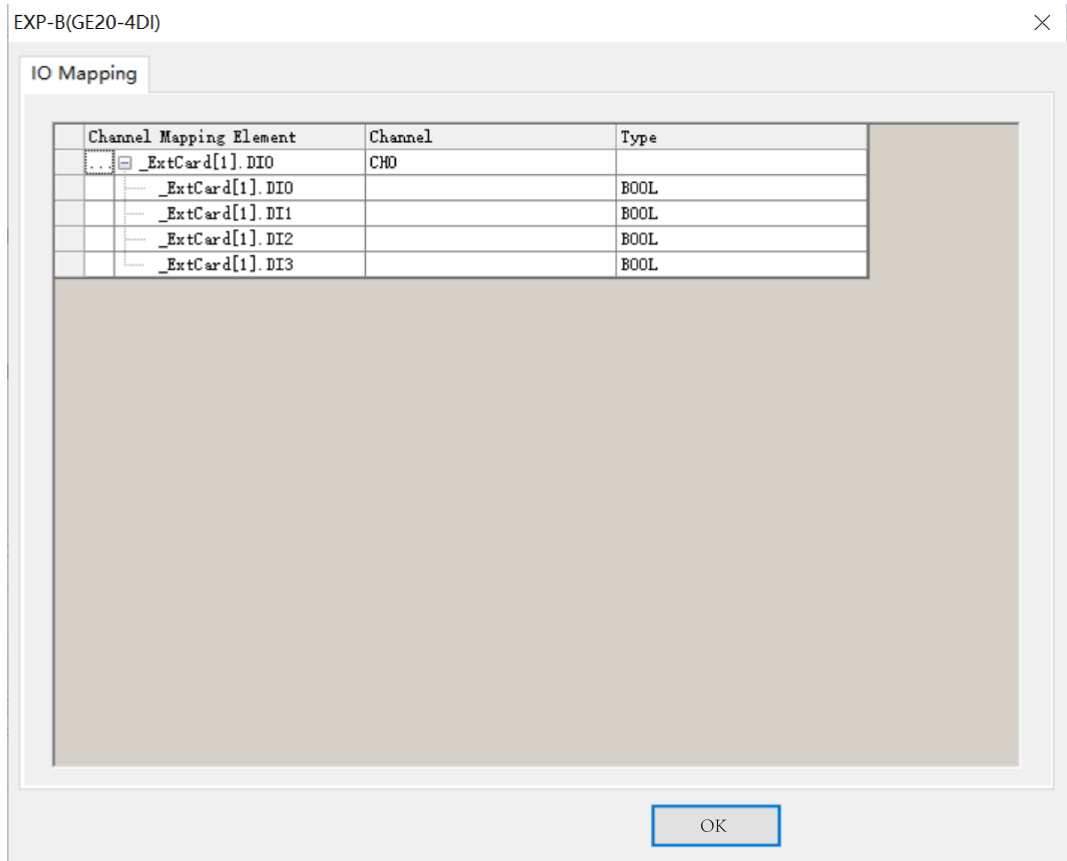 EXP-B(GE20-4DI)
IO Mapping
Channel Mapping Element Channel Type
... _ExtCard[1].DI0 CH0
_ExtCard[1].DI0 BOOL
_ExtCard[1].DI1 BOOL
_ExtCard[1].DI2 BOOL
_ExtCard[1].DI3 BOOL
OK